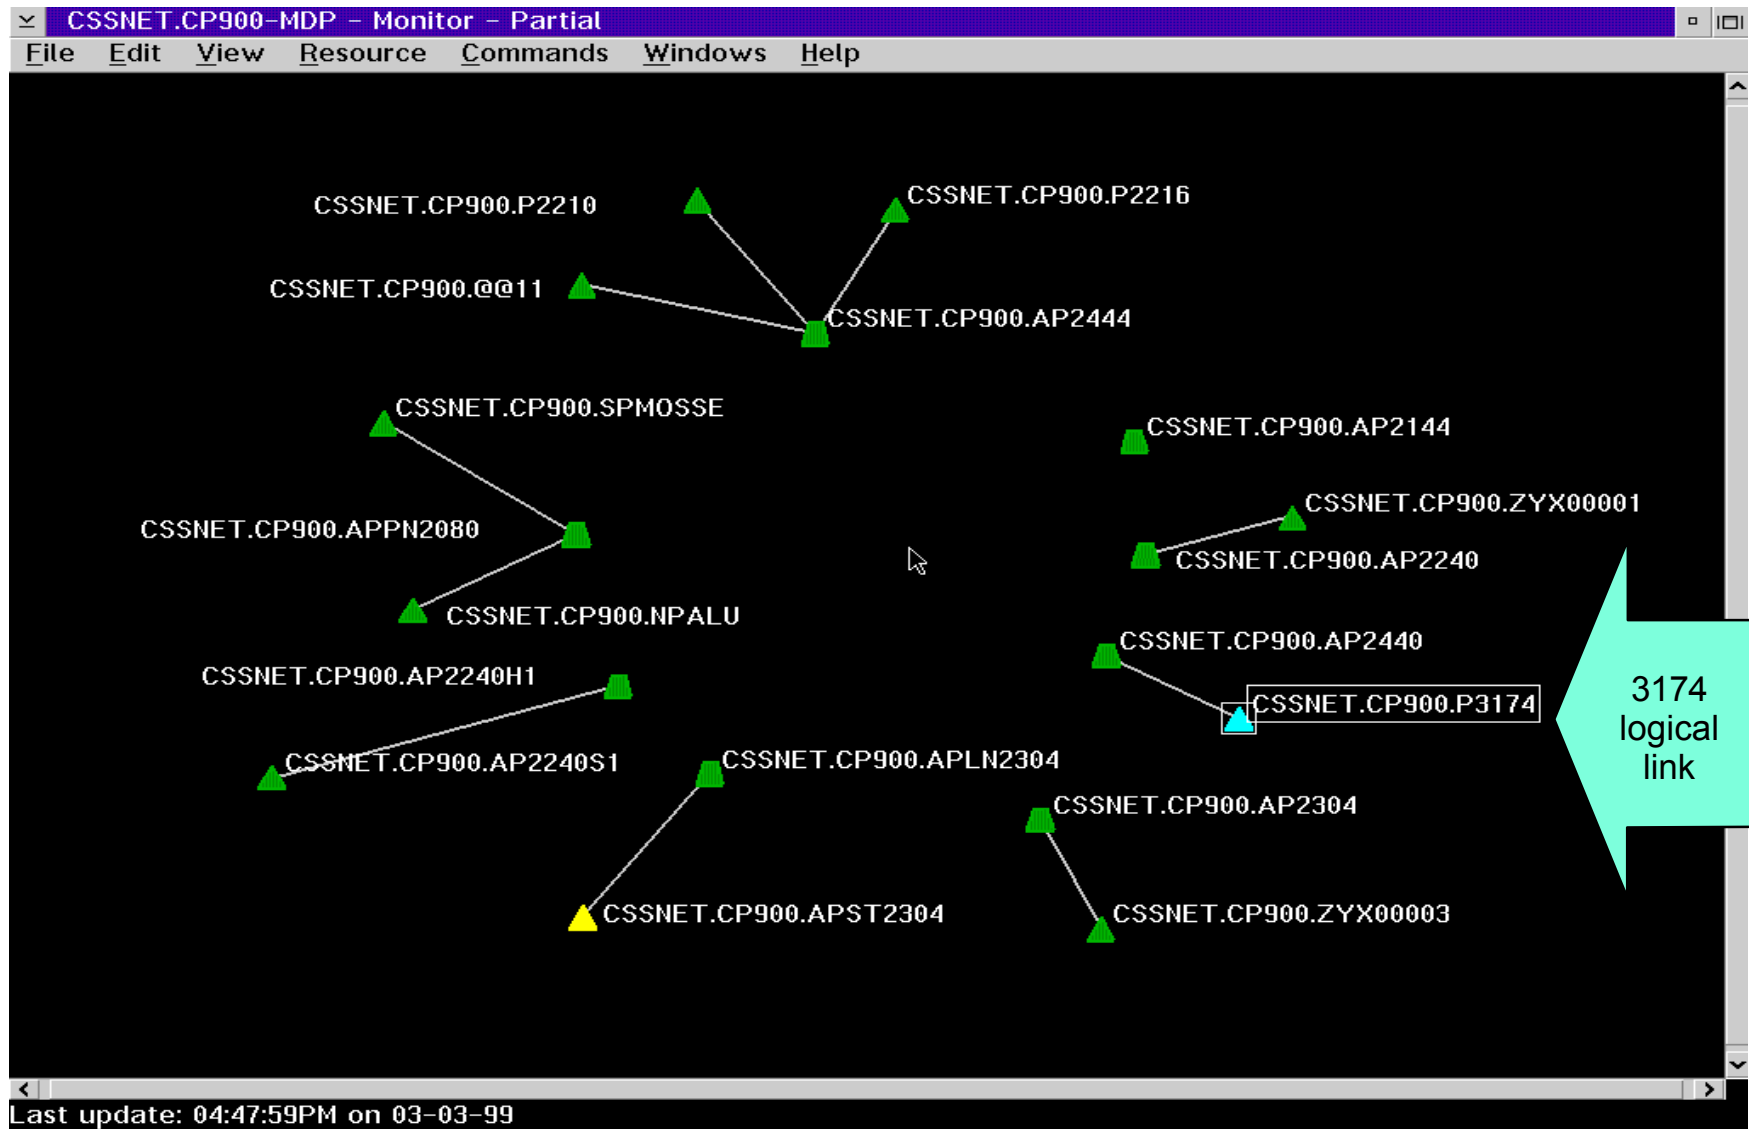 CSSNET.CP900-MDP - Monitor - Partial
File Edit View Resource Commands Windows Help
CSSNET.CP900.P2210
CSSNET.CP900.P2216
CSSNET.CP900.@@11
CSSNET.CP900.AP2444
CSSNET.CP900.SPMOSSE
CSSNET.CP900.AP2144
CSSNET.CP900.ZYX00001
CSSNET.CP900.APPN2080
CSSNET.CP900.AP2240
CSSNET.CP900.NPALU
CSSNET.CP900.AP2440
CSSNET.CP900.AP2240H1
CSSNET.CP900.P3174
3174
logical
link
CSSNET.CP900.AP2240S1
CSSNET.CP900.APLN2304
CSSNET.CP900.AP2304
CSSNET.CP900.APST2304
CSSNET.CP900.ZYX00003
Last update: 04:47:59PM on 03-03-99